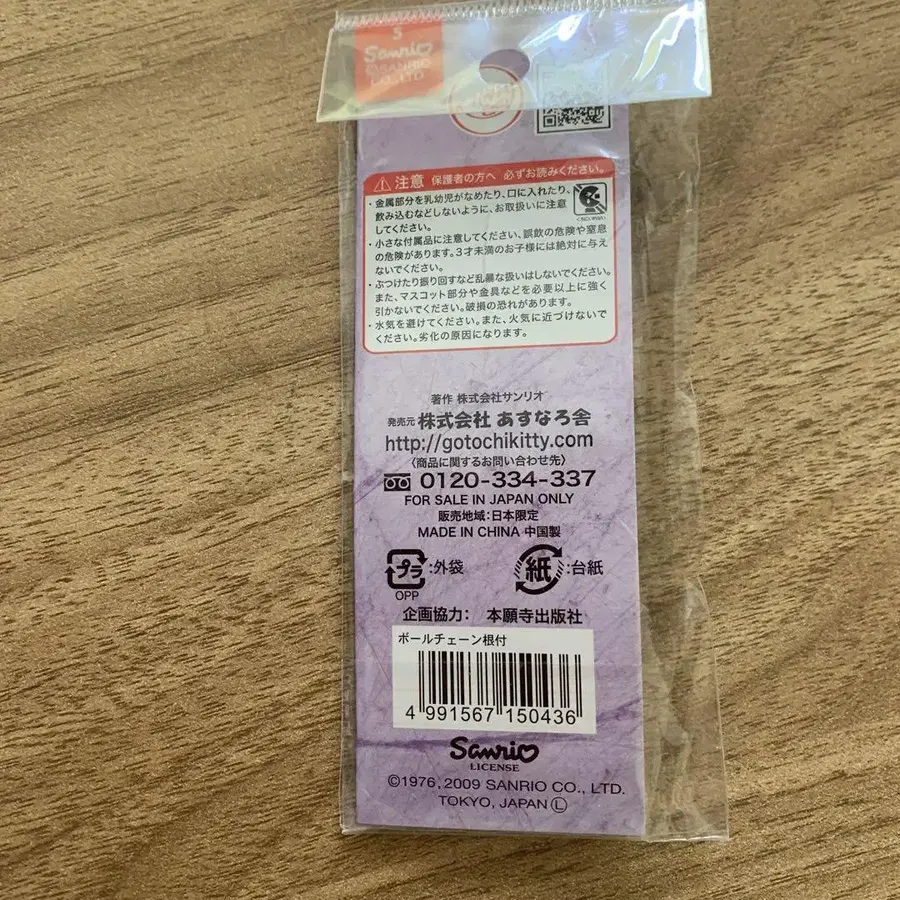 S
Sanrio
©SANRIO
CO., LTD
注意 保護者の方へ 必ずお読みください。
・金属部分を乳幼児がなめたり、口に入れたり、
飲み込むなどしないように、お取扱いに注意
してください。
・小さな付属品に注意してください。誤飲の危険や窒息
の危険があります。3才未満のお子様には絶対に与え
ないでください。
・ぶつけたり振り回すなど乱暴な扱いはしないでください。
また、マスコット部分や金具などを必要以上に強く
引かないでください。破損の恐れがあります。
・水気を避けてください。また、火気に近づけないで
ください。劣化の原因になります。
著作 株式会社サンリオ
発売元 株式会社 あすなろ舎
http://gotochikitty.com
〈商品に関するお問い合わせ先〉
0120-334-337
FOR SALE IN JAPAN ONLY
販売地域:日本限定
MADE IN CHINA 中国製
プラ :外袋 紙 :台紙
OPP
企画協力: 本願寺出版社
ボールチェーン根付
4 991567 150436
Sanrio
LICENSE
©1976, 2009 SANRIO CO., LTD.
TOKYO, JAPAN Ⓛ